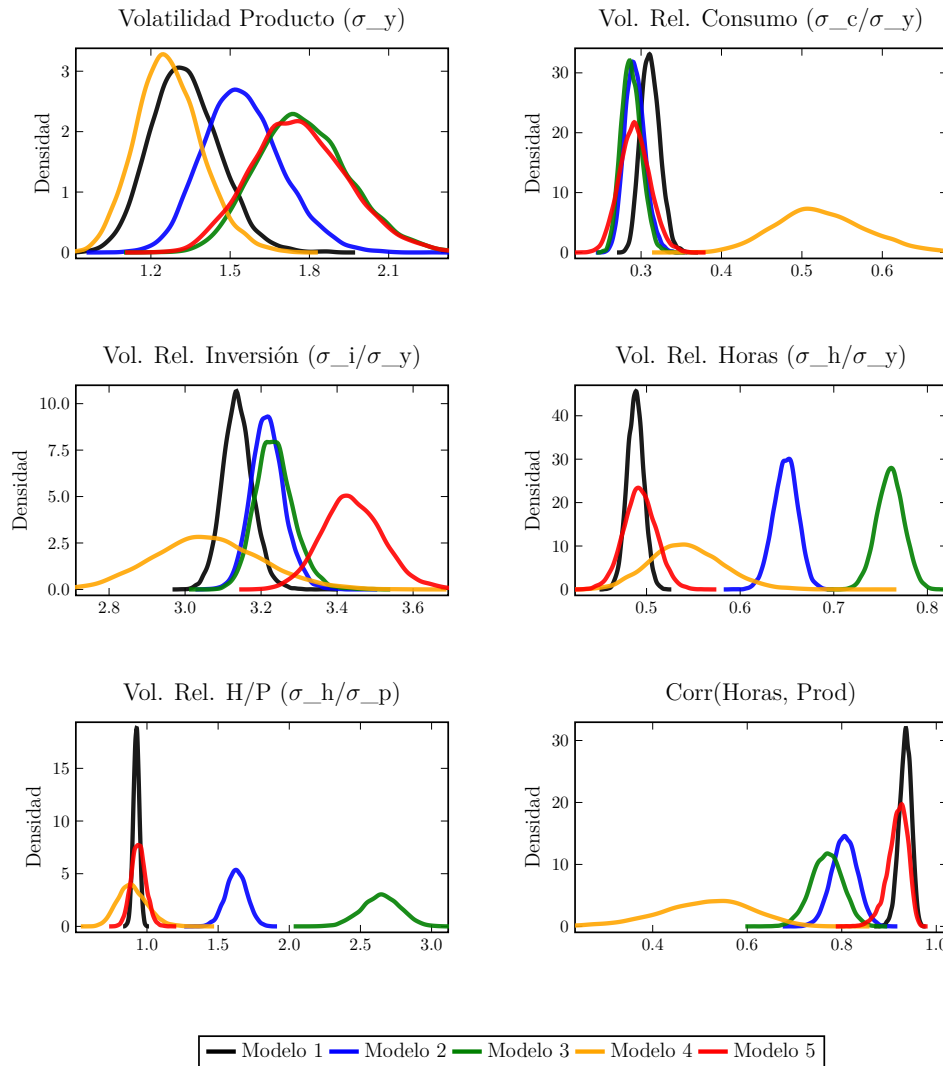 Volatilidad Producto (σ_y)
Densidad
3
2
1
0
1.2 1.5 1.8 2.1
Vol. Rel. Consumo (σ_c/σ_y)
Densidad
30
20
10
0
0.3 0.4 0.5 0.6
Vol. Rel. Inversión (σ_i/σ_y)
Densidad
10.0
7.5
5.0
2.5
0.0
2.8 3.0 3.2 3.4 3.6
Vol. Rel. Horas (σ_h/σ_y)
Densidad
40
30
20
10
0
0.5 0.6 0.7 0.8
Vol. Rel. H/P (σ_h/σ_p)
Densidad
15
10
5
0
1.0 1.5 2.0 2.5 3.0
Corr(Horas, Prod)
Densidad
30
20
10
0
0.4 0.6 0.8 1.0
Modelo 1 Modelo 2 Modelo 3 Modelo 4 Modelo 5